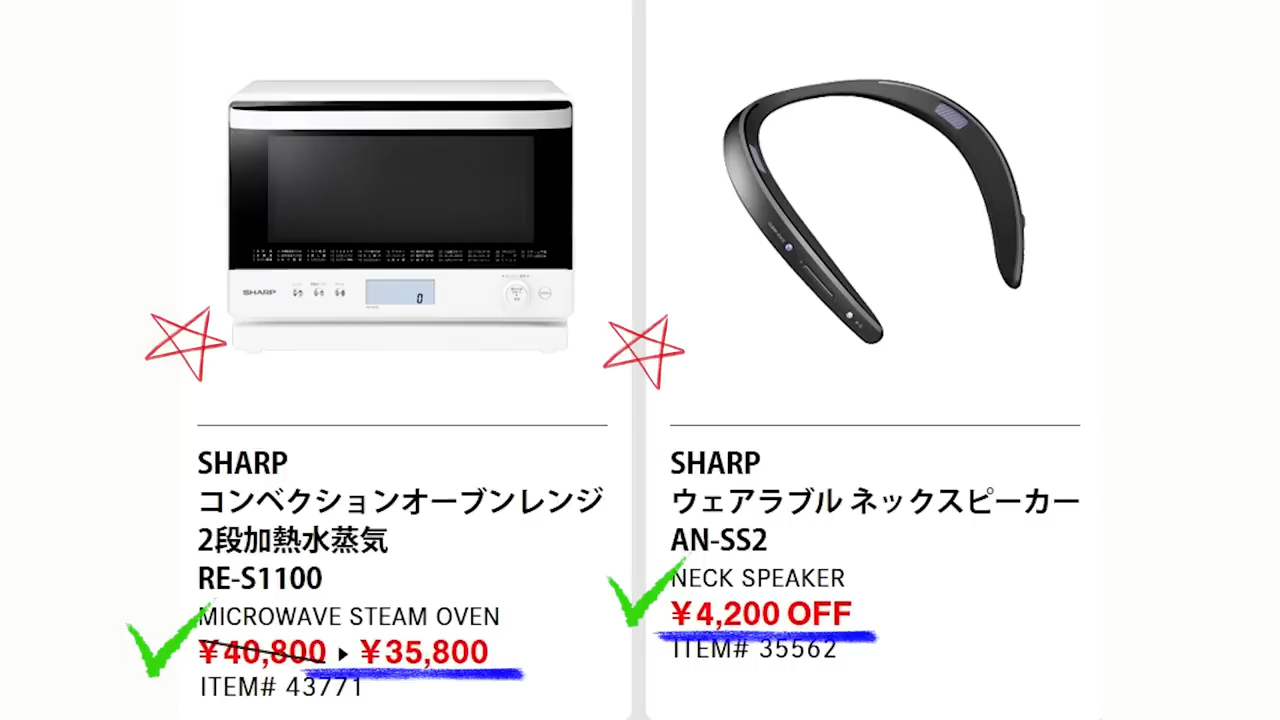 SHARP
0
SHARP
コンベクションオーブンレンジ
2段加熱水蒸気
RE-S1100
MICROWAVE STEAM OVEN
¥40,800 ▶ ¥35,800
ITEM# 43771
SHARP
ウェアラブル ネックスピーカー
AN-SS2
NECK SPEAKER
¥4,200 OFF
ITEM# 35562